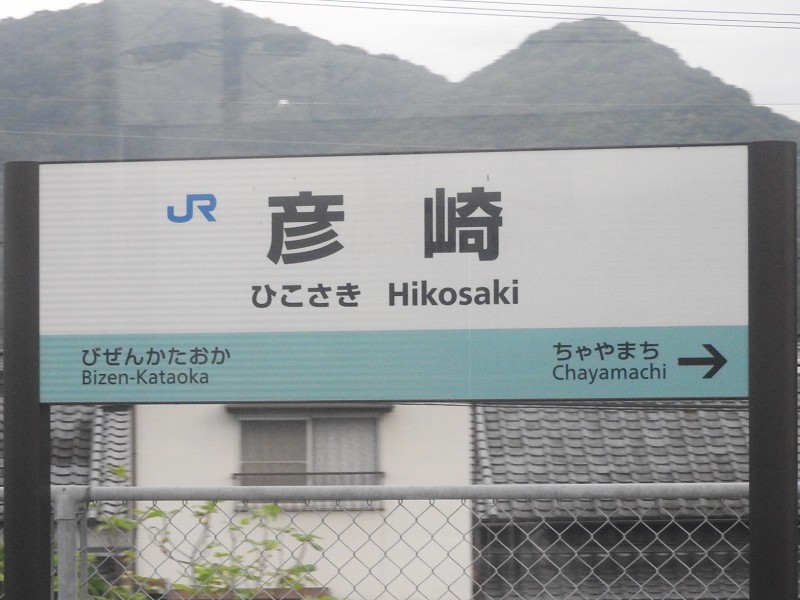 JR 彦崎
ひこさき Hikosaki
びぜんかたおか
Bizen-Kataoka
ちゃやまち
Chayamachi →